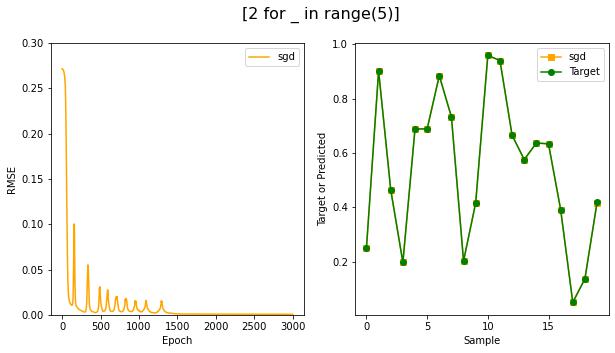 [2 for _ in range(5)]
0.30
0.25
0.20
0.15
0.10
0.05
0.00
RMSE
0
500
1000
1500
2000
2500
3000
Epoch
sgd
1.0
0.8
0.6
0.4
0.2
Target or Predicted
0
5
10
15
Sample
sgd
Target